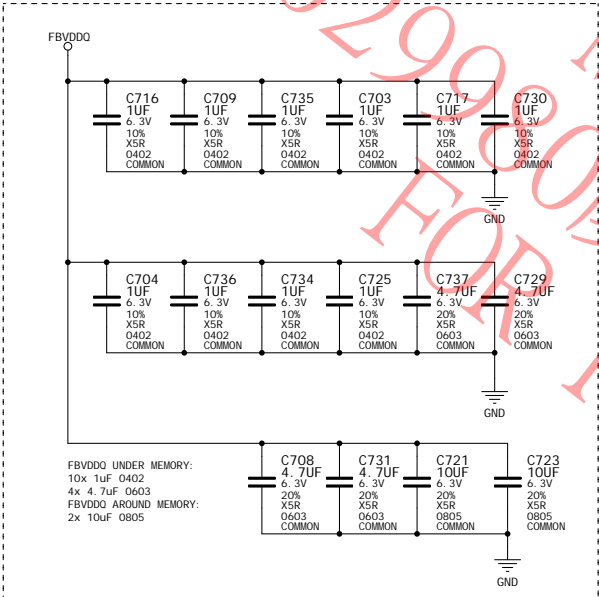 FBVDDQ
C716
1UF
6.3V
10%
X5R
0402
COMMON
C709
1UF
6.3V
10%
X5R
0402
COMMON
C735
1UF
6.3V
10%
X5R
0402
COMMON
C703
1UF
6.3V
10%
X5R
0402
COMMON
C717
1UF
6.3V
10%
X5R
0402
COMMON
C730
1UF
6.3V
10%
X5R
0402
COMMON
GND
C704
1UF
6.3V
10%
X5R
0402
COMMON
C736
1UF
6.3V
10%
X5R
0402
COMMON
C734
1UF
6.3V
10%
X5R
0402
COMMON
C725
1UF
6.3V
10%
X5R
0402
COMMON
C737
4.7UF
6.3V
20%
X5R
0603
COMMON
C729
4.7UF
6.3V
20%
X5R
0603
COMMON
GND
FBVDDQ UNDER MEMORY:
10x 1uF 0402
4x 4.7uF 0603
FBVDDQ AROUND MEMORY:
2x 10uF 0805
C708
4.7UF
6.3V
20%
X5R
0603
COMMON
C731
4.7UF
6.3V
20%
X5R
0603
COMMON
C721
10UF
6.3V
20%
X5R
0805
COMMON
C723
10UF
6.3V
20%
X5R
0805
COMMON
GND
FOR